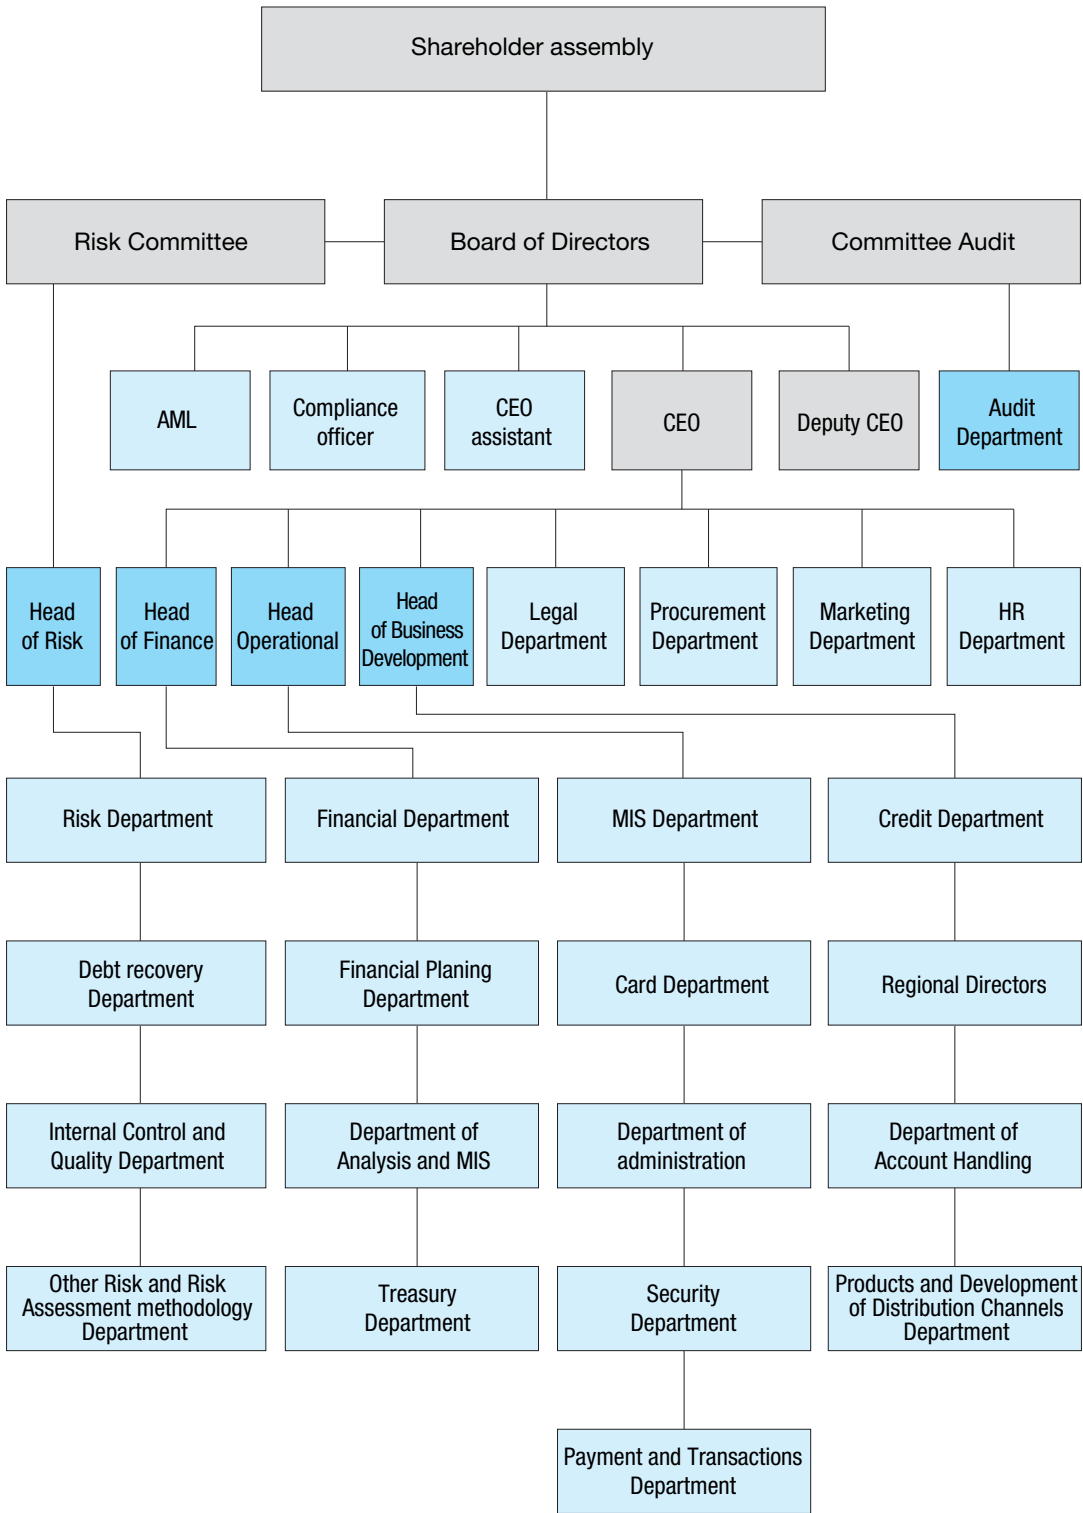 Shareholder assembly
Risk Committee
Board of Directors
Committee Audit
AML
Compliance
officer
CEO
assistant
CEO
Deputy CEO
Audit
Department
Head
of Risk
Head
of Finance
Head
Operational
Head
of Business
Development
Legal
Department
Procurement
Department
Marketing
Department
HR
Department
Risk Department
Financial Department
MIS Department
Credit Department
Debt recovery
Department
Financial Planing
Department
Card Department
Regional Directors
Internal Control and
Quality Department
Department of
Analysis and MIS
Department of
administration
Department of
Account Handling
Other Risk and Risk
Assessment methodology
Department
Treasury
Department
Security
Department
Products and Development
of Distribution Channels
Department
Payment and Transactions
Department